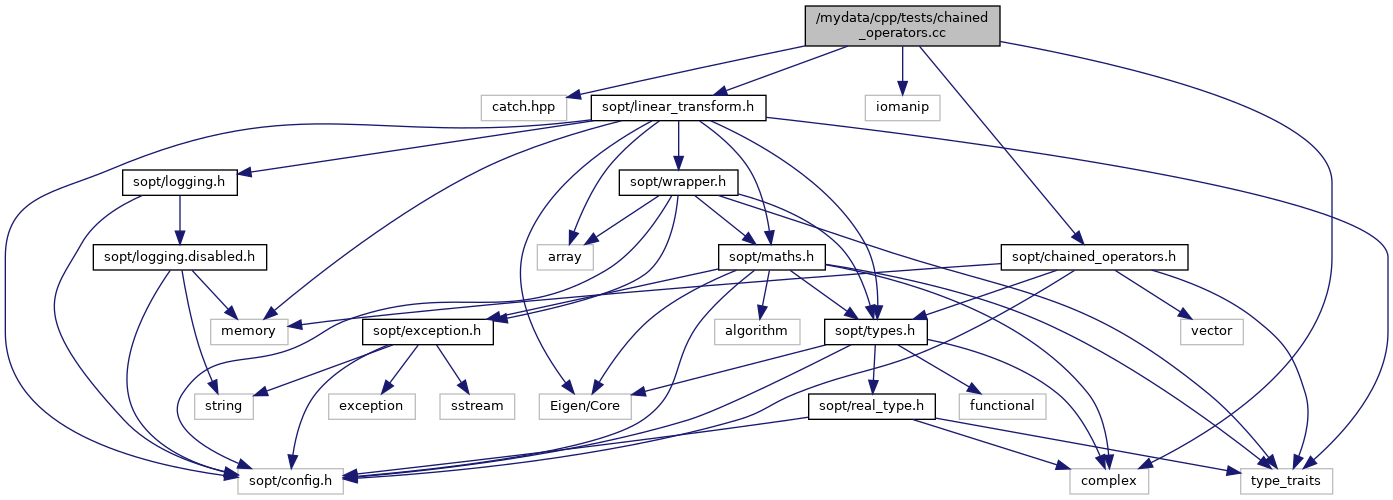 /mydata/cpp/tests/chained
_operators.cc
catch.hpp
sopt/linear_transform.h
iomanip
sopt/logging.h
sopt/wrapper.h
sopt/logging.disabled.h
array
sopt/maths.h
sopt/chained_operators.h
memory
sopt/exception.h
algorithm
sopt/types.h
vector
string
exception
sstream
Eigen/Core
sopt/real_type.h
functional
sopt/config.h
complex
type_traits